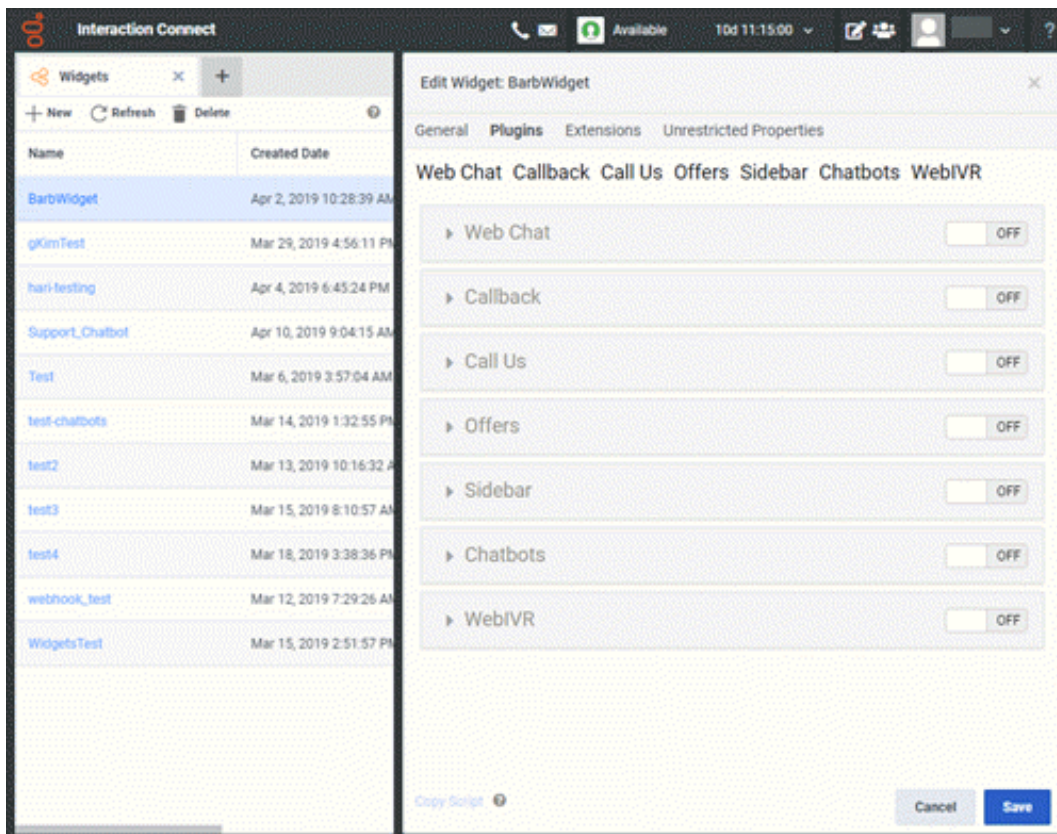 Interaction Connect
Available
10d 11:15:00
?
Widgets × +
New Refresh Delete ?
Name Created Date
BarbWidget Apr 2, 2019 10:28:39 AM
gKimTest Mar 29, 2019 4:56:11 PM
hari-testing Apr 4, 2019 6:45:24 PM
Support_Chatbot Apr 10, 2019 9:04:15 AM
Test Mar 6, 2019 3:57:04 AM
test-chatbots Mar 14, 2019 1:32:55 PM
test2 Mar 13, 2019 10:16:32 A
test3 Mar 15, 2019 8:10:57 AM
test4 Mar 18, 2019 3:38:36 PM
webhook_test Mar 12, 2019 7:29:26 AM
WidgetsTest Mar 15, 2019 2:51:57 PM
Edit Widget: BarbWidget ×
General Plugins Extensions Unrestricted Properties
Web Chat Callback Call Us Offers Sidebar Chatbots WebIVR
Web Chat OFF
Callback OFF
Call Us OFF
Offers OFF
Sidebar OFF
Chatbots OFF
WebIVR OFF
Copy Script ?
Cancel Save